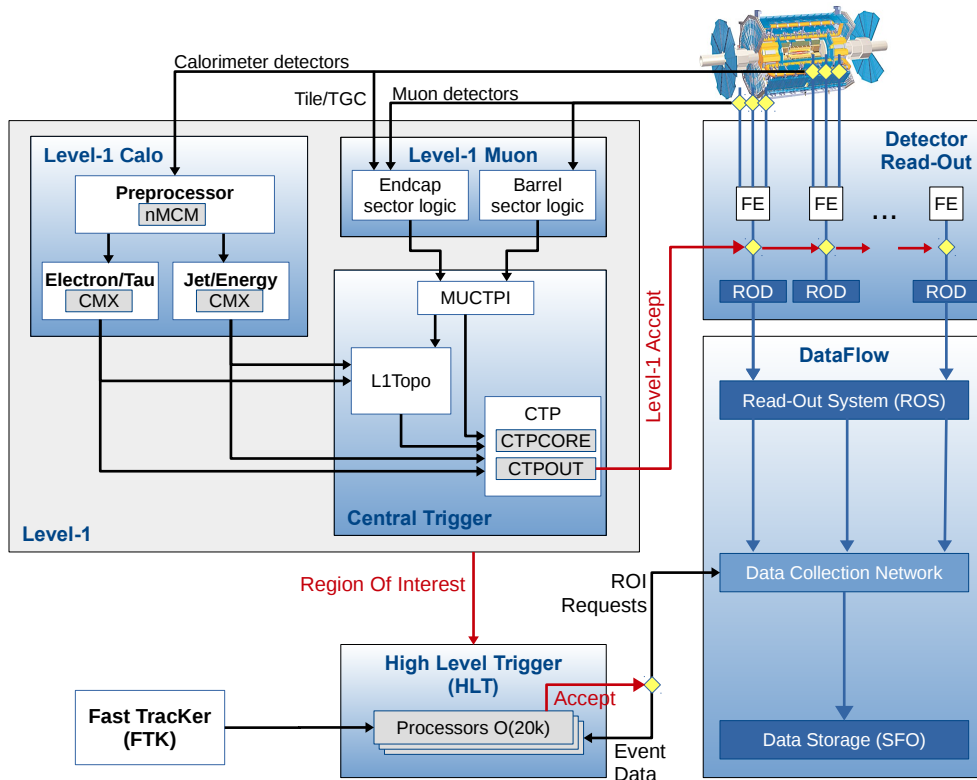 Calorimeter detectors
Tile/TGC
Muon detectors
Level-1 Calo
Preprocessor
nMCM
Electron/Tau
CMX
Jet/Energy
CMX
Level-1 Muon
Endcap
sector logic
Barrel
sector logic
MUCTPI
L1Topo
CTP
CTPCORE
CTPOUT
Central Trigger
Level-1
Level-1 Accept
Detector
Read-Out
FE
FE
...
FE
ROD
ROD
ROD
DataFlow
Read-Out System (ROS)
Data Collection Network
Data Storage (SFO)
Region Of Interest
ROI
Requests
High Level Trigger
(HLT)
Accept
Processors O(20k)
Event
Data
Fast TracKer
(FTK)